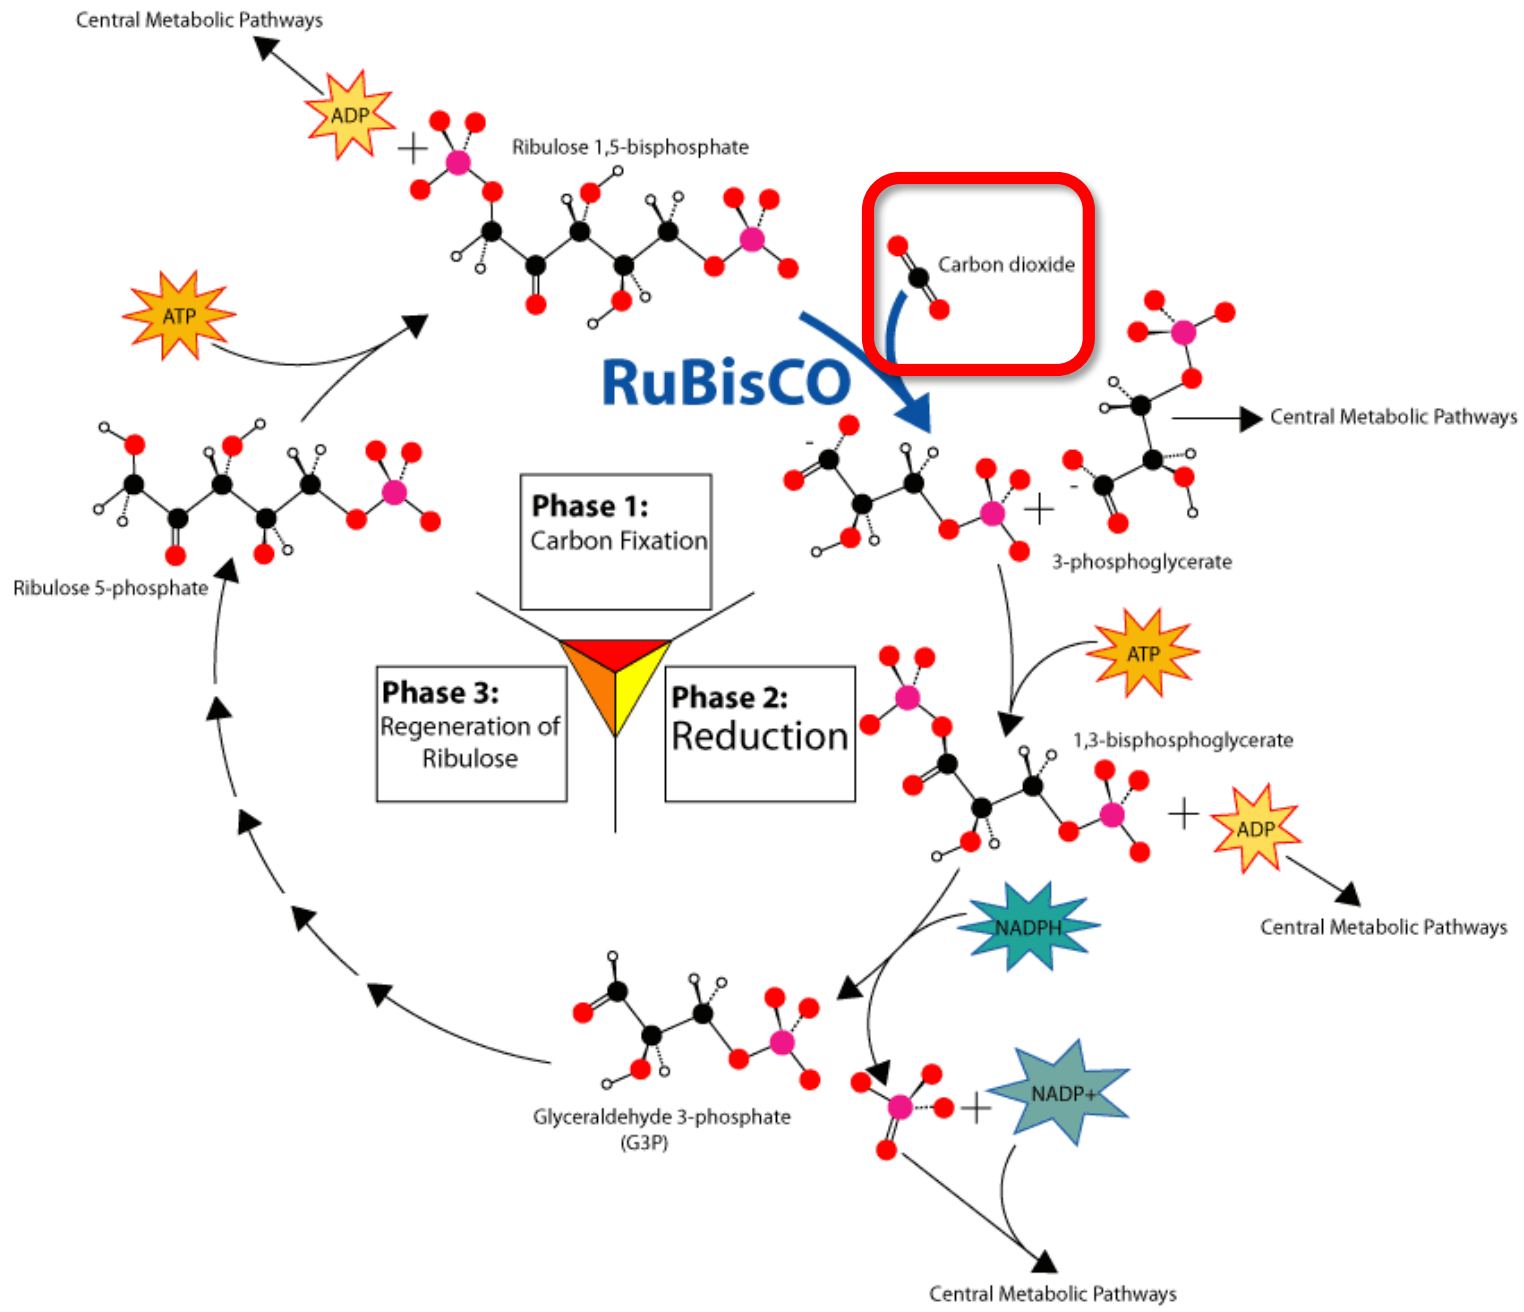 Central Metabolic Pathways
ADP
+
Ribulose 1,5-bisphosphate
Carbon dioxide
ATP
RuBisCO
Central Metabolic Pathways
-
-
+
Phase 1:
Carbon Fixation
3-phosphoglycerate
Ribulose 5-phosphate
ATP
Phase 3:
Regeneration of
Ribulose
Phase 2:
Reduction
1,3-bisphosphoglycerate
+
ADP
NADPH
Central Metabolic Pathways
Glyceraldehyde 3-phosphate
(G3P)
+
NADP+
Central Metabolic Pathways